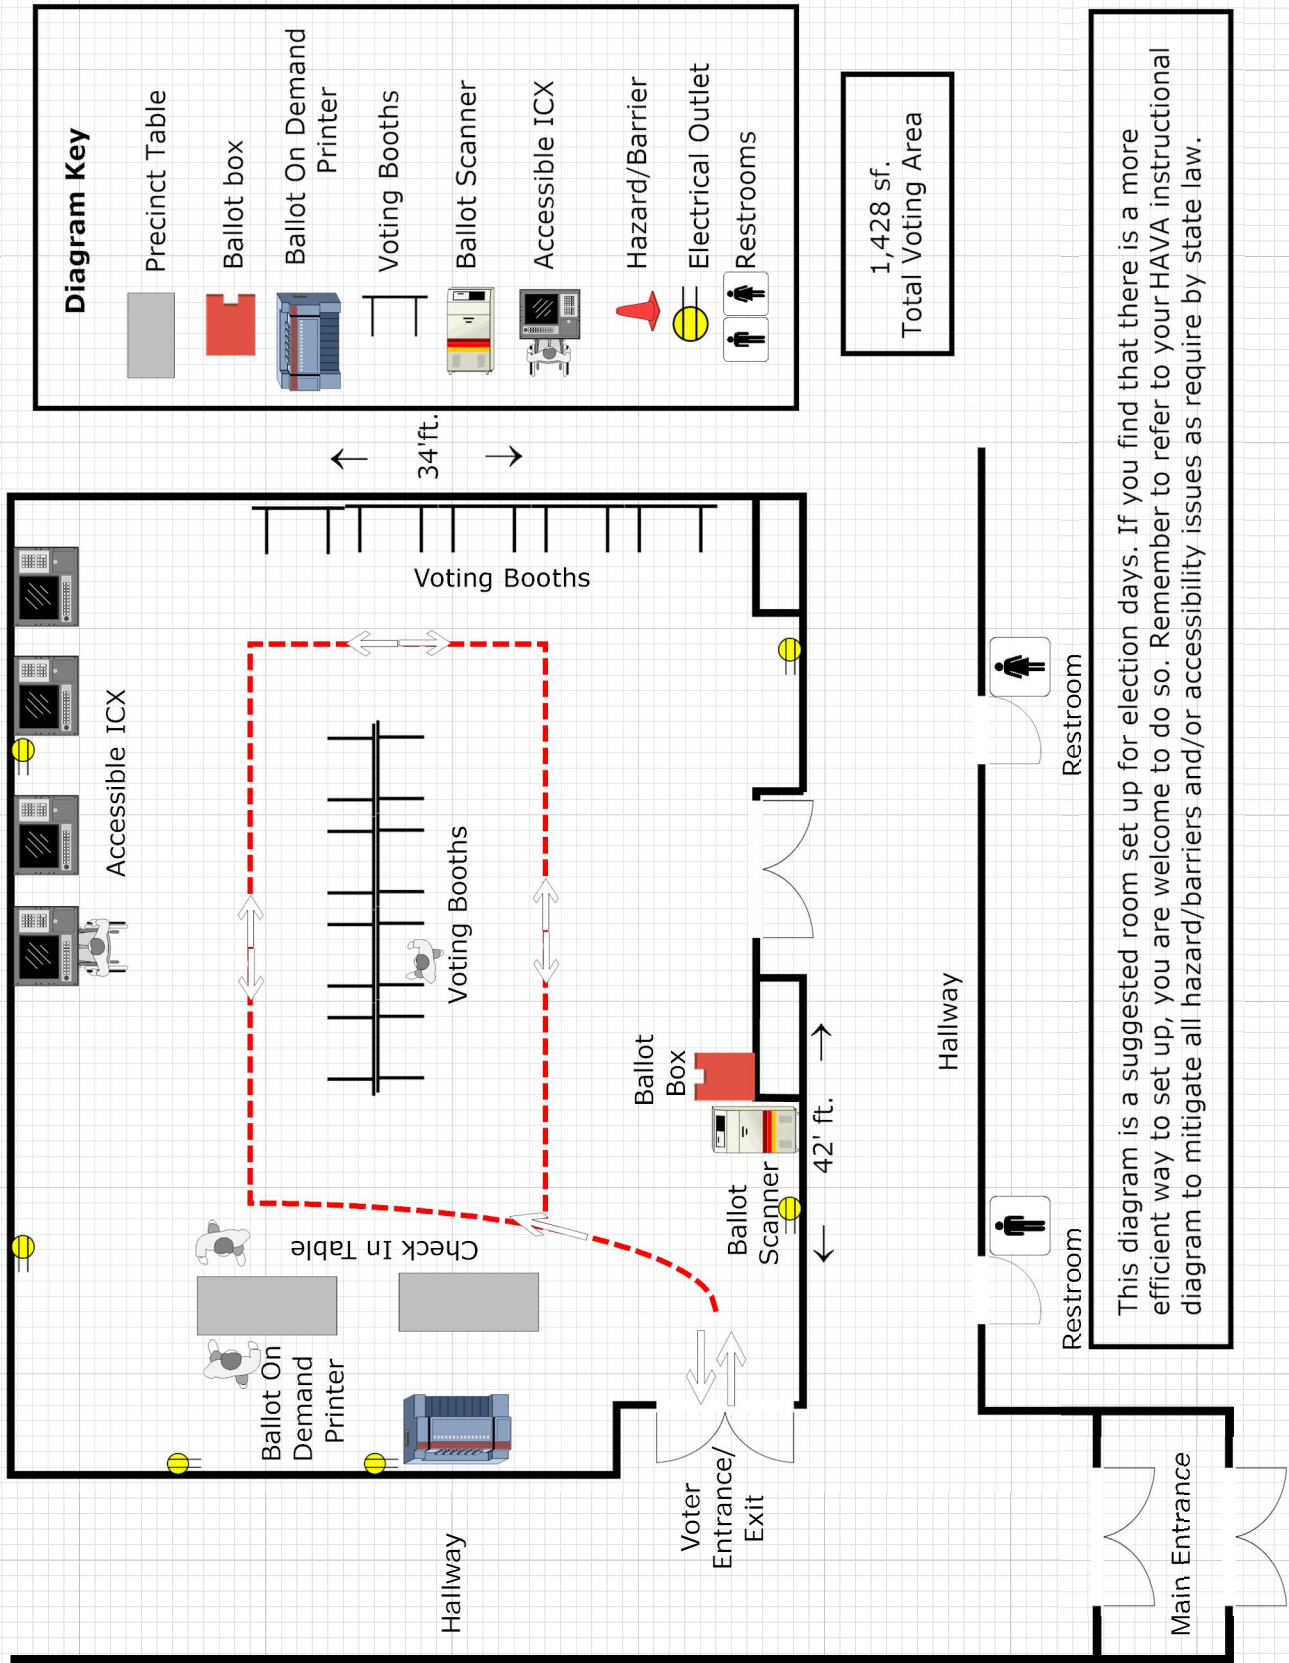 Diagram Key
Precinct Table
Ballot box
Ballot On Demand
Printer
Voting Booths
Ballot Scanner
Accessible ICX
Hazard/Barrier
Electrical Outlet
Restrooms
1,428 sf.
Total Voting Area
34'ft.
Voting Booths
Accessible ICX
Voting Booths
Ballot
Box
Ballot
Scanner
42' ft.
Check In Table
Ballot On
Demand
Printer
Voter
Entrance/
Exit
Hallway
Hallway
Restroom
Restroom
Main Entrance
This diagram is a suggested room set up for election days. If you find that there is a more
efficient way to set up, you are welcome to do so. Remember to refer to your HAVA instructional
diagram to mitigate all hazard/barriers and/or accessibility issues as require by state law.